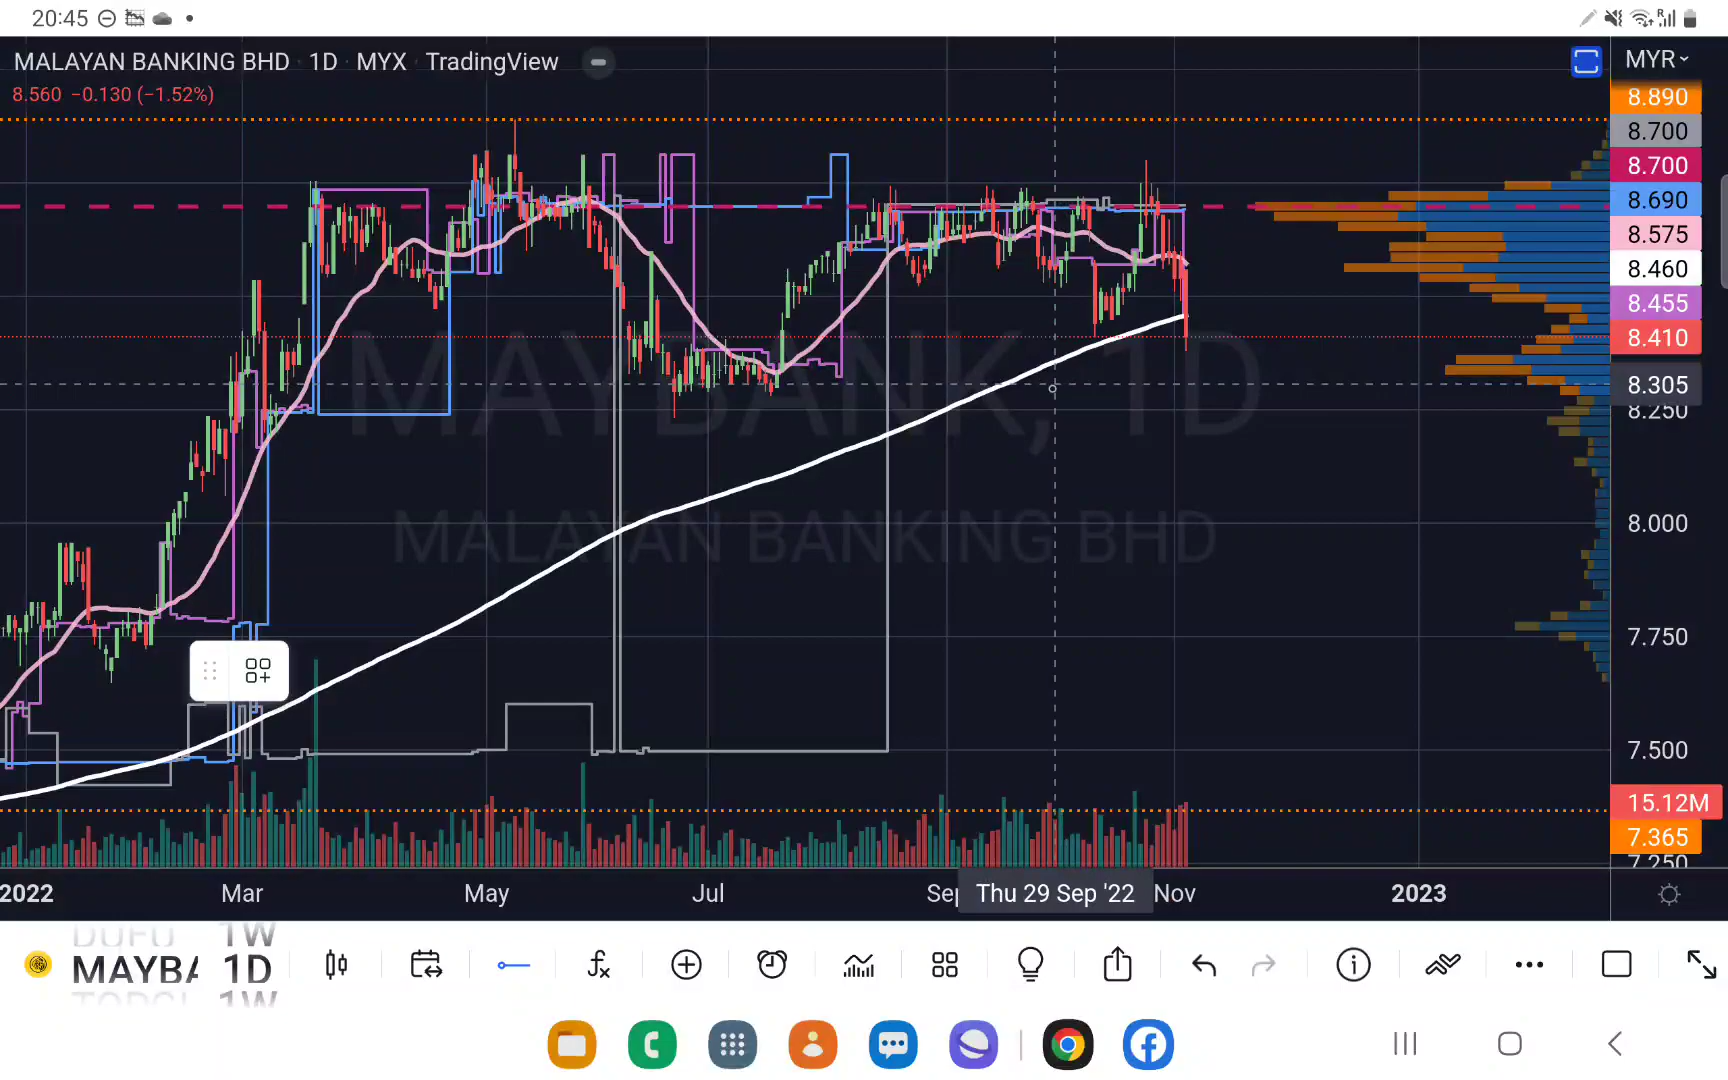 20:45
MALAYAN BANKING BHD · 1D · MYX · TradingView
MYR
8.560 −0.130 (−1.52%)
8.890
8.700
8.700
8.690
8.575
8.460
8.455
8.410
8.305
8.250
8.000
7.750
7.500
15.12M
7.365
7.250
MAYBANK, 1D
MALAYAN BANKING BHD
2022
Mar
May
Jul
Sep
Thu 29 Sep '22
Nov
2023
DUFU 1W
MAYBA 1D
1W